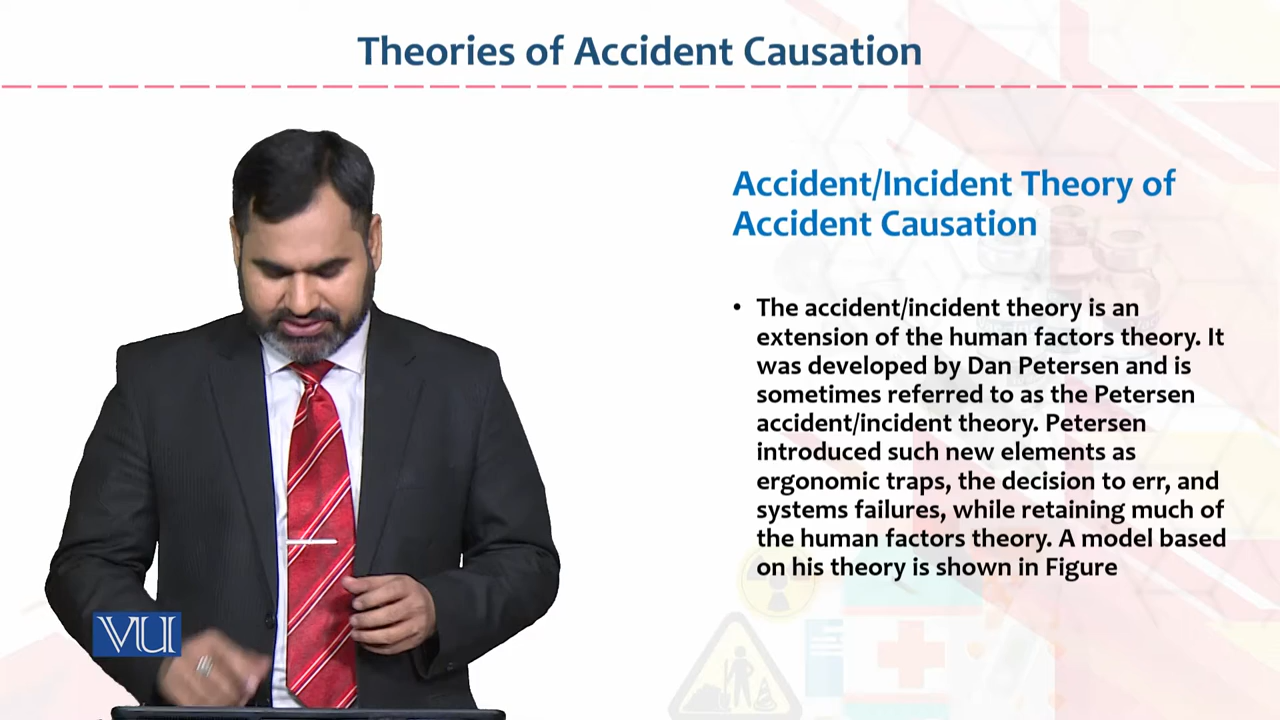 Theories of Accident Causation
Accident/Incident Theory of
Accident Causation
• The accident/incident theory is an
extension of the human factors theory. It
was developed by Dan Petersen and is
sometimes referred to as the Petersen
accident/incident theory. Petersen
introduced such new elements as
ergonomic traps, the decision to err, and
systems failures, while retaining much of
the human factors theory. A model based
on his theory is shown in Figure
VU